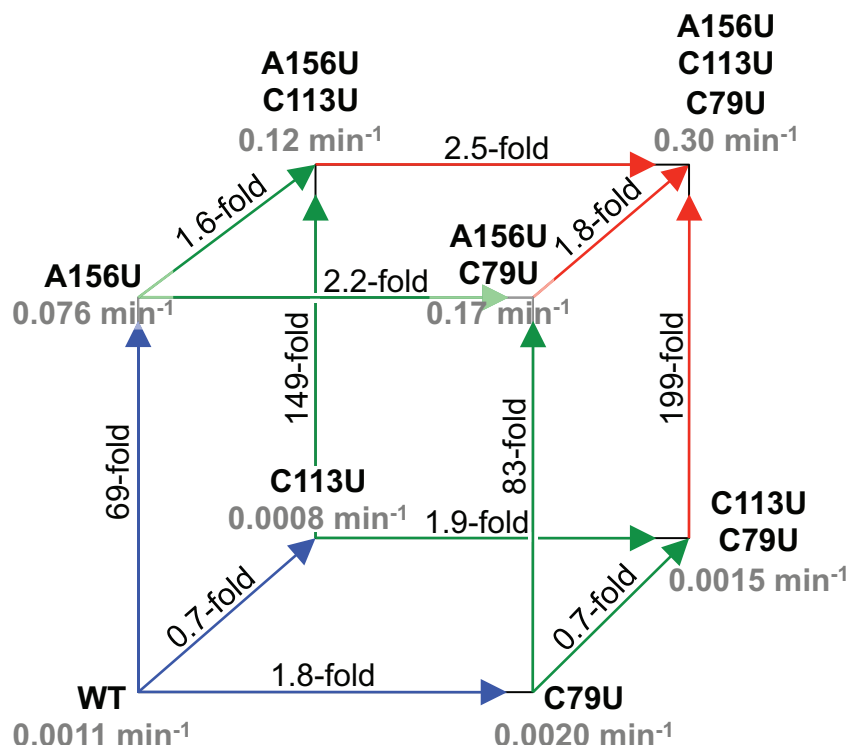 A156U
C113U
0.12 min⁻¹
A156U
C113U
C79U
0.30 min⁻¹
2.5-fold
1.6-fold
1.8-fold
A156U
0.076 min⁻¹
2.2-fold
A156U
C79U
0.17 min⁻¹
69-fold
149-fold
83-fold
199-fold
C113U
0.0008 min⁻¹
1.9-fold
C113U
C79U
0.0015 min⁻¹
0.7-fold
0.7-fold
1.8-fold
WT
0.0011 min⁻¹
C79U
0.0020 min⁻¹